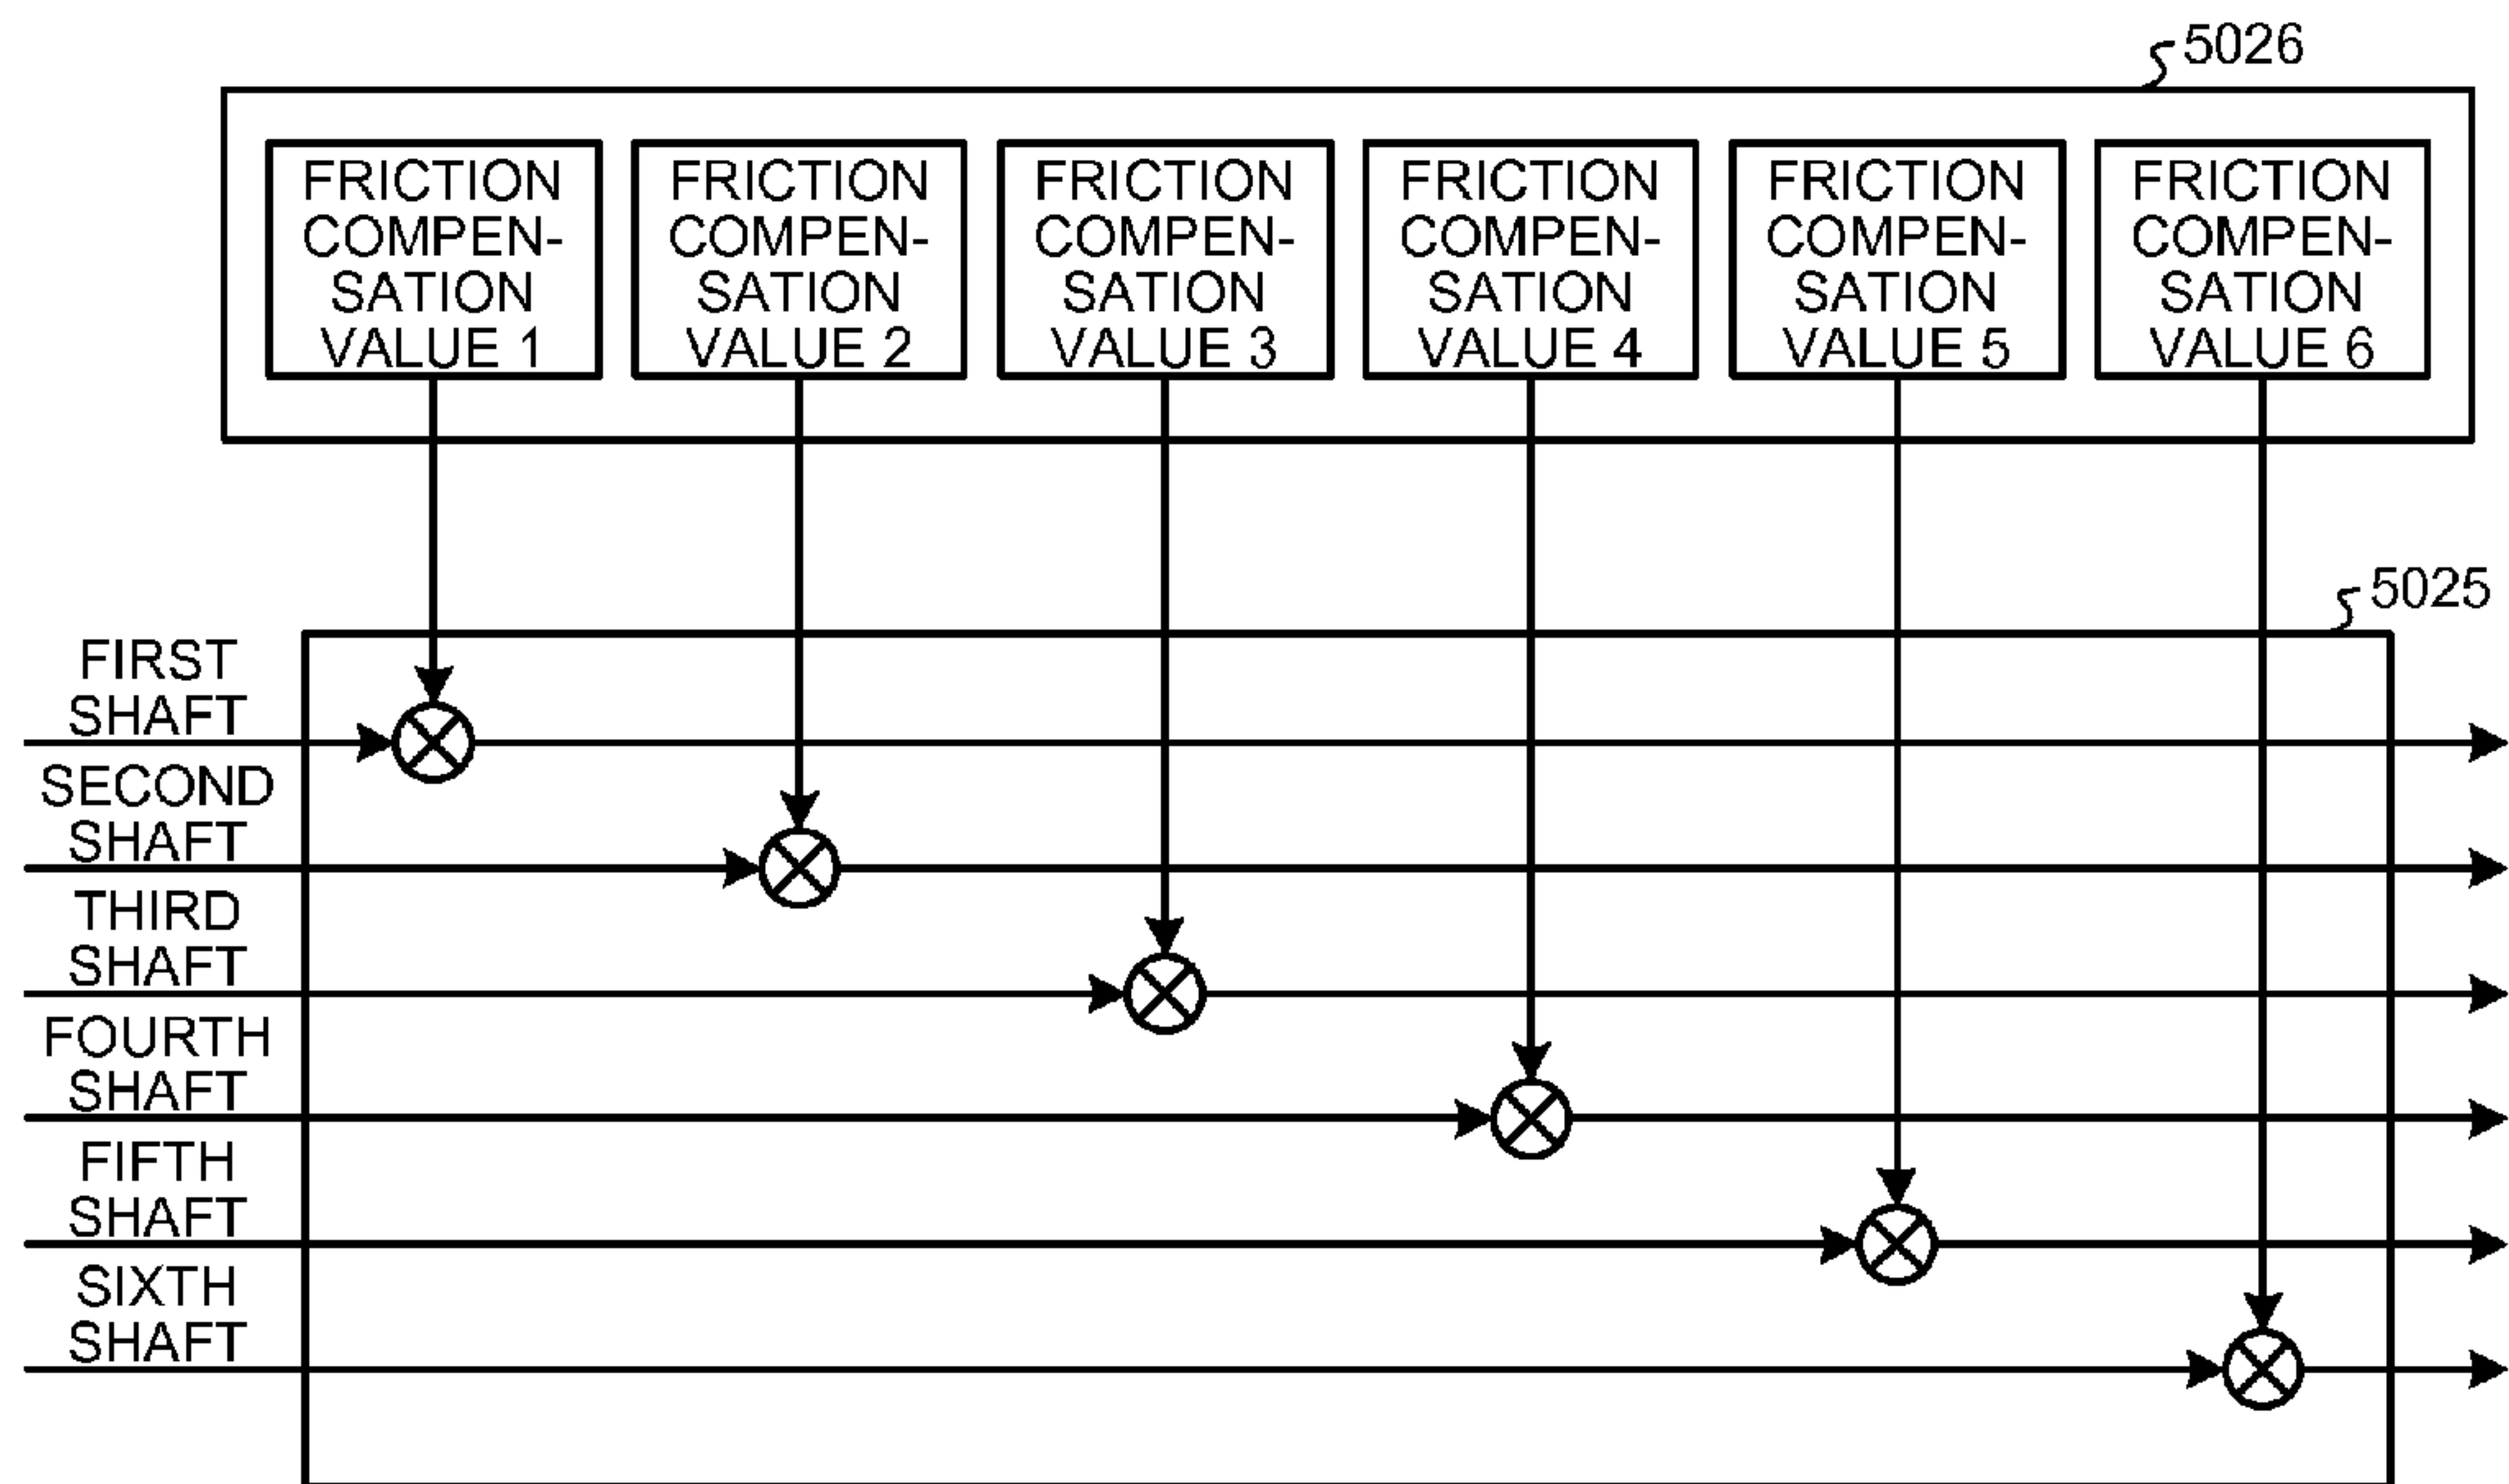 5026
FRICTION
COMPEN-
SATION
VALUE 1
FRICTION
COMPEN-
SATION
VALUE 2
FRICTION
COMPEN-
SATION
VALUE 3
FRICTION
COMPEN-
SATION
VALUE 4
FRICTION
COMPEN-
SATION
VALUE 5
FRICTION
COMPEN-
SATION
VALUE 6
5025
FIRST
SHAFT
SECOND
SHAFT
THIRD
SHAFT
FOURTH
SHAFT
FIFTH
SHAFT
SIXTH
SHAFT